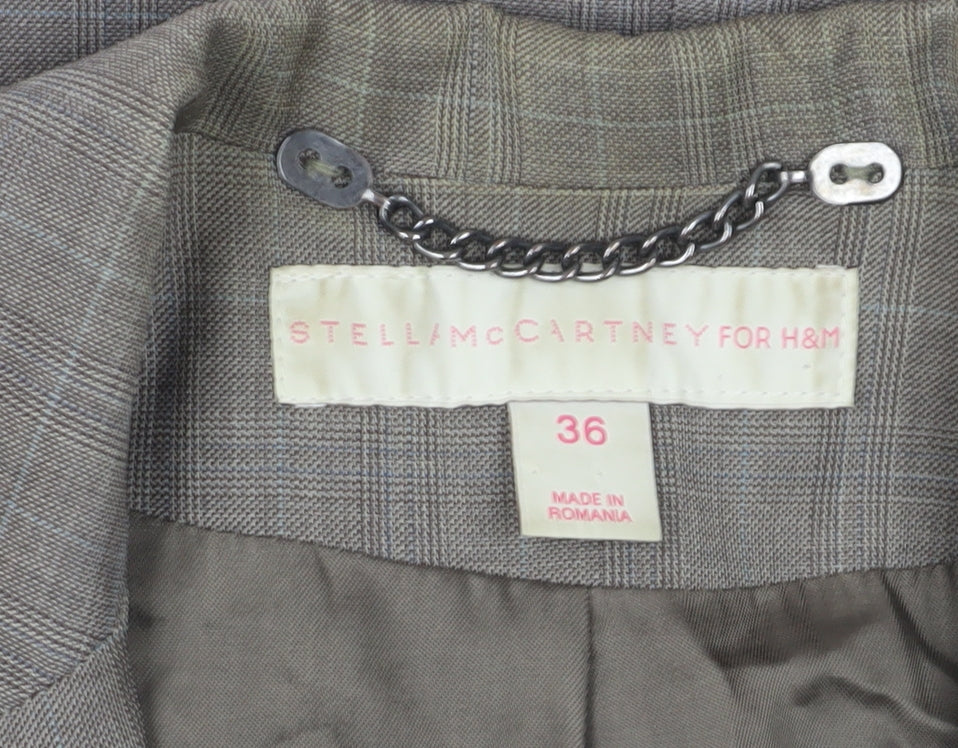 STELLA McCARTNEY FOR H&M
36
MADE IN
ROMANIA